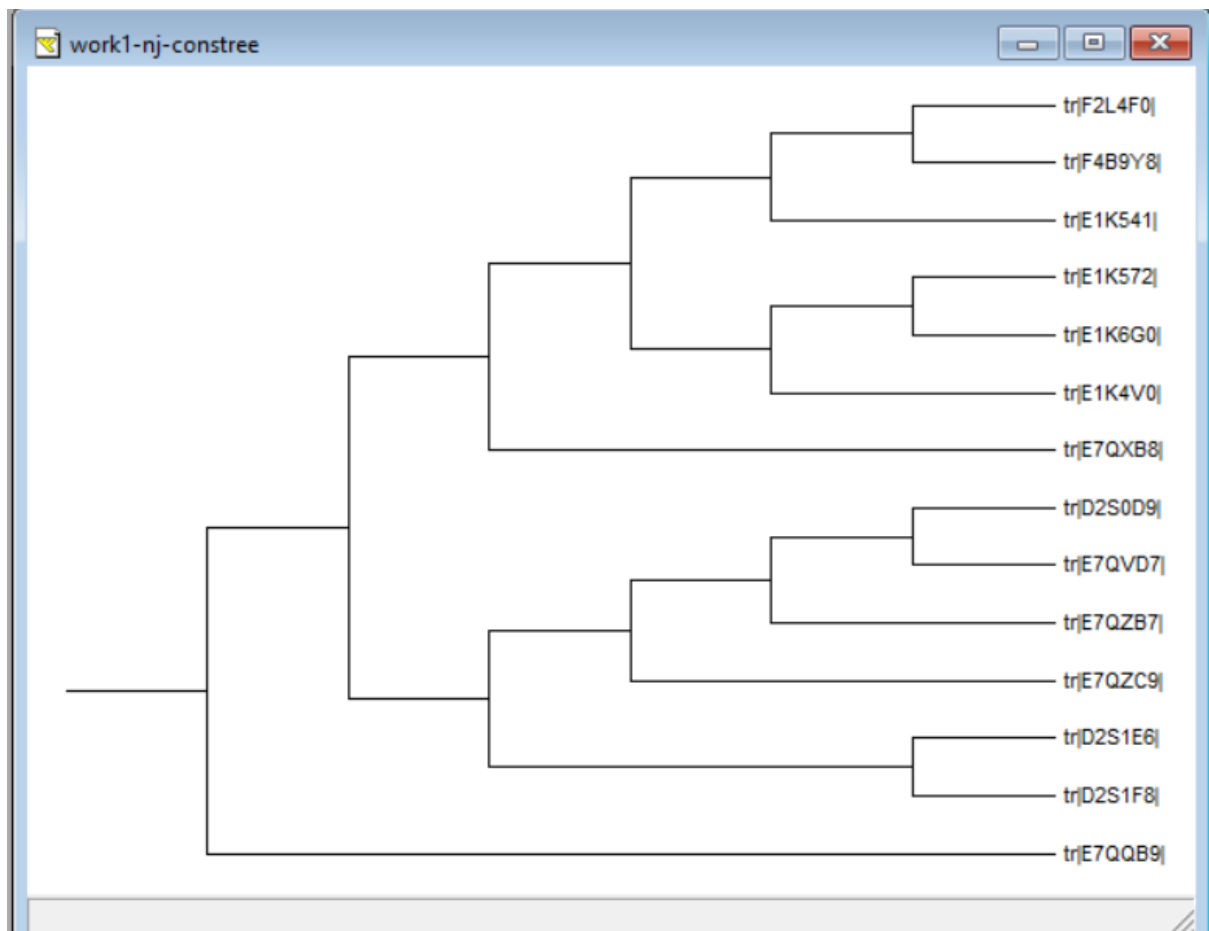 work1-nj-constree
tr|F2L4F0|
tr|F4B9Y8|
tr|E1K541|
tr|E1K572|
tr|E1K6G0|
tr|E1K4V0|
tr|E7QXB8|
tr|D2S0D9|
tr|E7QVD7|
tr|E7QZB7|
tr|E7QZC9|
tr|D2S1E6|
tr|D2S1F8|
tr|E7QQB9|